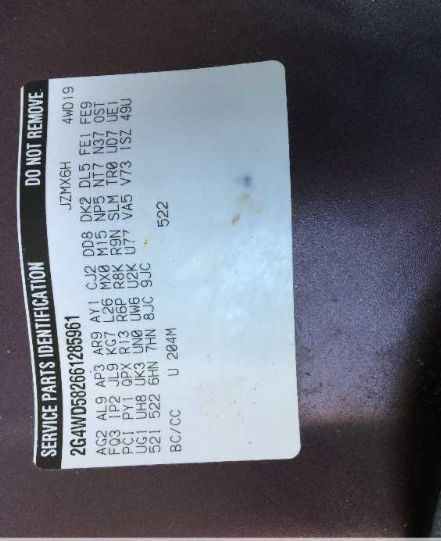 SERVICE PARTS IDENTIFICATION DO NOT REMOVE
2G4WD582661285961 JZMX6H 4WD19
AG2 AL9 AP3 AR9 AY1 CJ2 DD8 DK2 DL5 FE1 FE9
FQ3 IP2 JL9 KG7 L26 MX0 M15 NP5 NT7 N37 OST
PCI PY1 QPX R13 R6P R8K R9N SLM TR0 UD7 UE1
UG1 UH8 UK3 UN0 UW6 U2K U77 VA5 V73 1SZ 49U
521 522 6HN 7HN 8JC 9JC 522
BC/CC U 204M